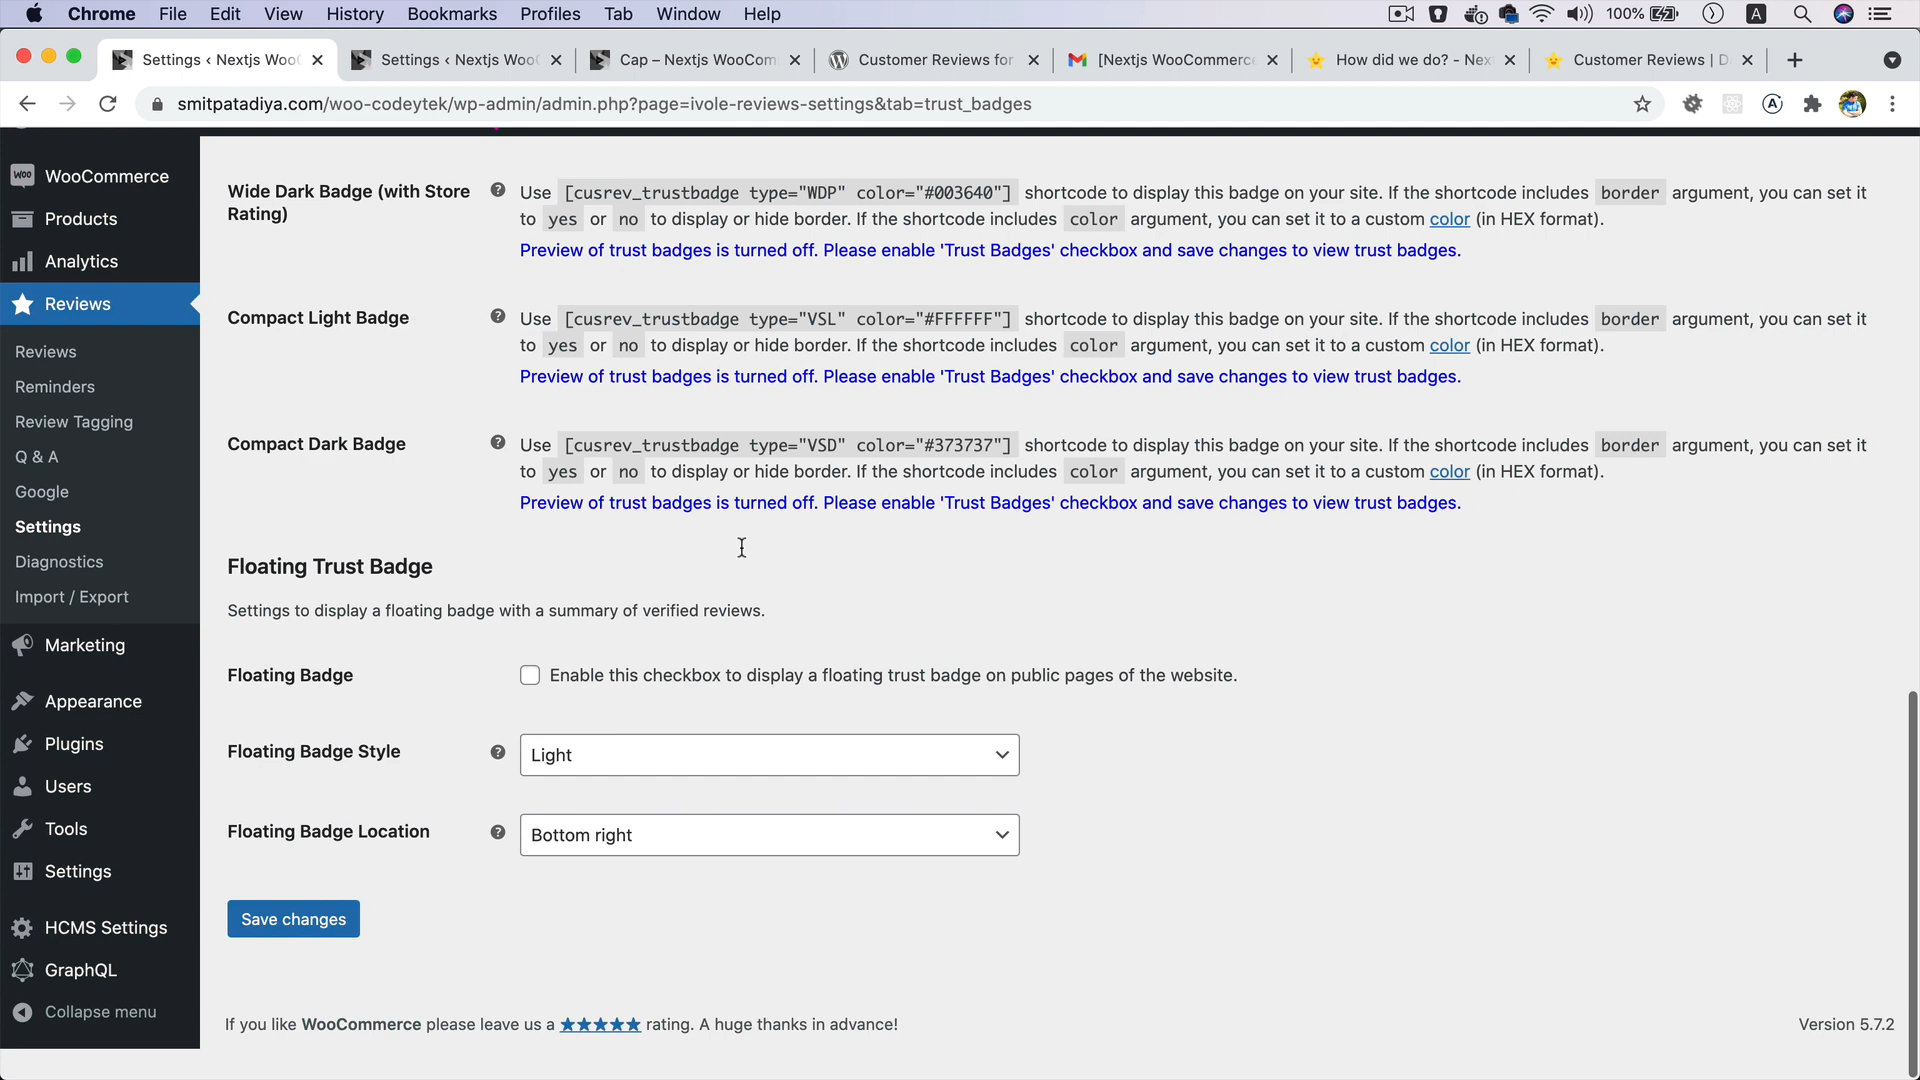 Chrome File Edit View History Bookmarks Profiles Tab Window Help 100% A
Settings ‹ Nextjs WooC Settings ‹ Nextjs WooC Cap – Nextjs WooCom Customer Reviews for [Nextjs WooCommerce How did we do? - Nex Customer Reviews | D
smitpatadiya.com/woo-codeytek/wp-admin/admin.php?page=ivole-reviews-settings&tab=trust_badges
WooCommerce
Products
Analytics
Reviews
Reviews
Reminders
Review Tagging
Q & A
Google
Settings
Diagnostics
Import / Export
Marketing
Appearance
Plugins
Users
Tools
Settings
HCMS Settings
GraphQL
Collapse menu
Wide Dark Badge (with Store
Rating)
Use [cusrev_trustbadge type="WDP" color="#003640"] shortcode to display this badge on your site. If the shortcode includes border argument, you can set it
to yes or no to display or hide border. If the shortcode includes color argument, you can set it to a custom color (in HEX format).
Preview of trust badges is turned off. Please enable 'Trust Badges' checkbox and save changes to view trust badges.
Compact Light Badge
Use [cusrev_trustbadge type="VSL" color="#FFFFFF"] shortcode to display this badge on your site. If the shortcode includes border argument, you can set it
to yes or no to display or hide border. If the shortcode includes color argument, you can set it to a custom color (in HEX format).
Preview of trust badges is turned off. Please enable 'Trust Badges' checkbox and save changes to view trust badges.
Compact Dark Badge
Use [cusrev_trustbadge type="VSD" color="#373737"] shortcode to display this badge on your site. If the shortcode includes border argument, you can set it
to yes or no to display or hide border. If the shortcode includes color argument, you can set it to a custom color (in HEX format).
Preview of trust badges is turned off. Please enable 'Trust Badges' checkbox and save changes to view trust badges.
Floating Trust Badge
Settings to display a floating badge with a summary of verified reviews.
Floating Badge
Enable this checkbox to display a floating trust badge on public pages of the website.
Floating Badge Style
Light
Floating Badge Location
Bottom right
Save changes
If you like WooCommerce please leave us a ★★★★★ rating. A huge thanks in advance!
Version 5.7.2